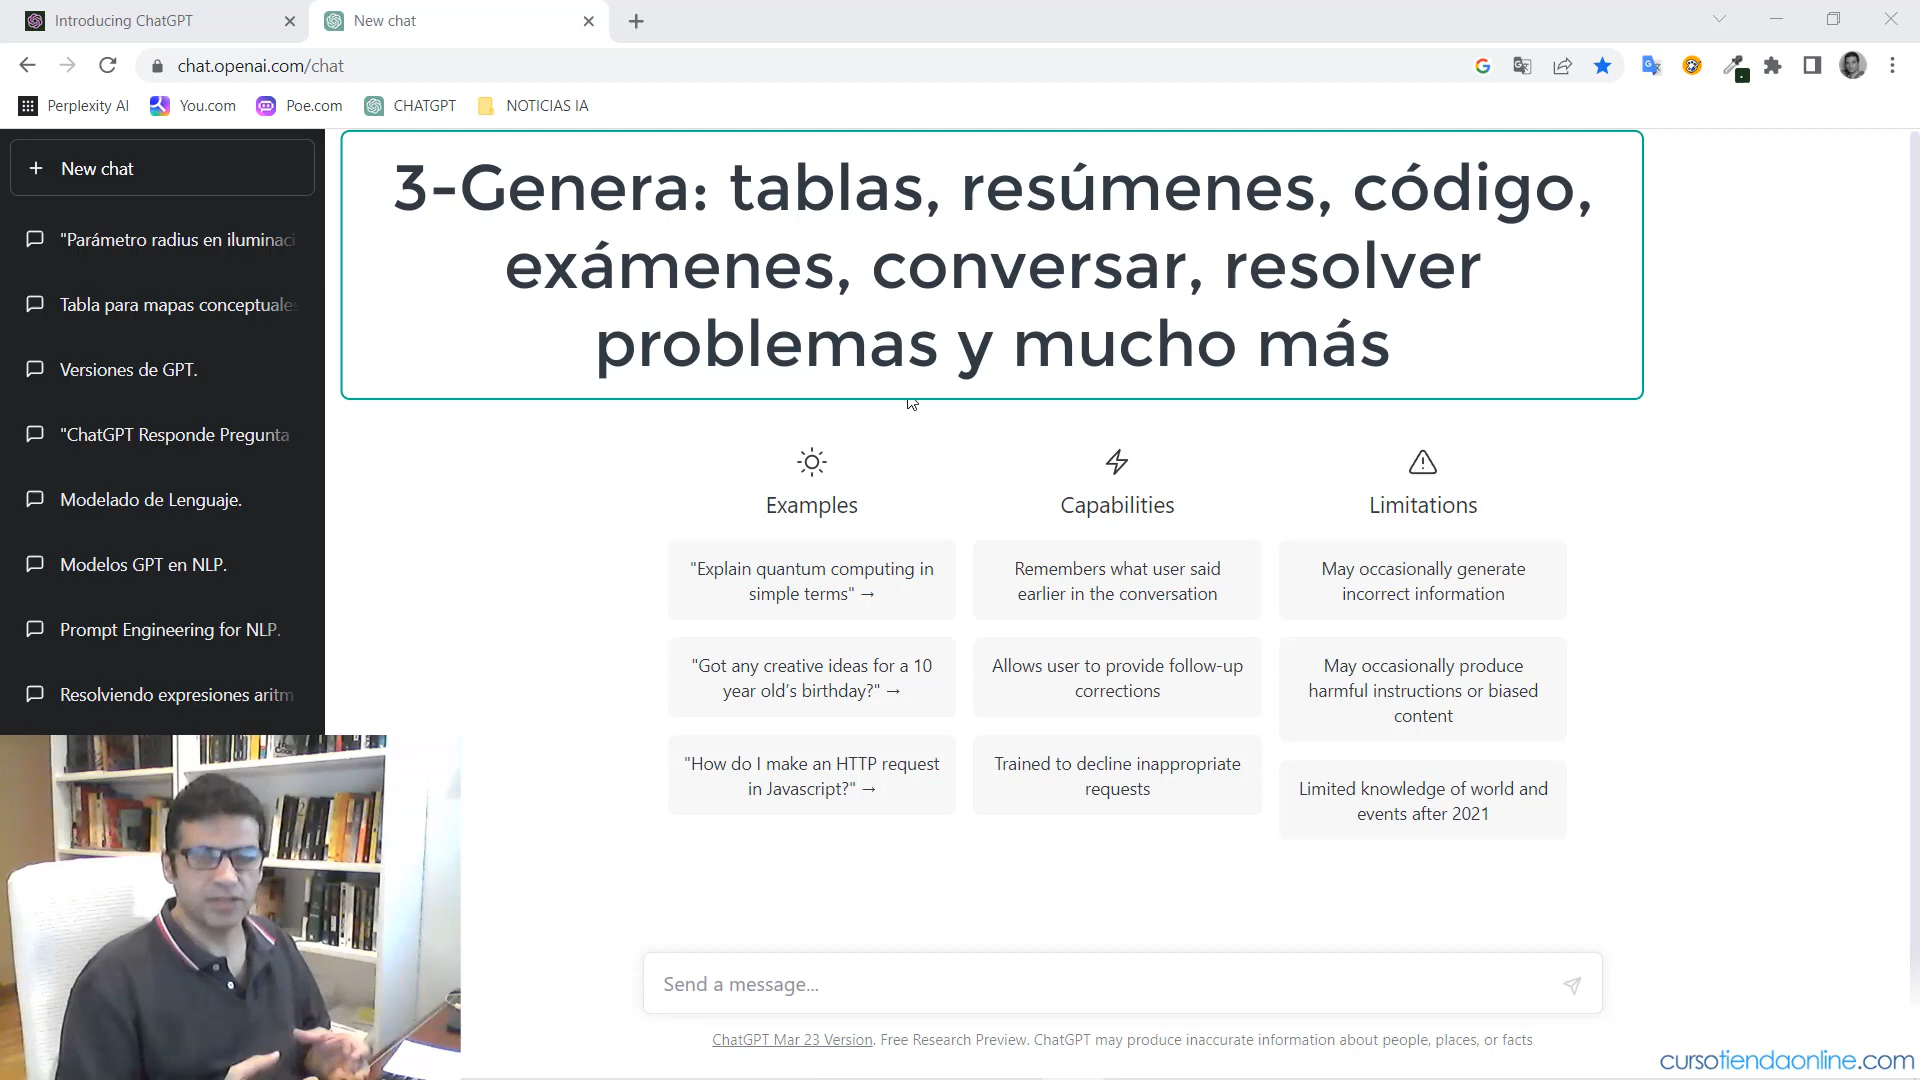 Introducing ChatGPT
New chat
chat.openai.com/chat
Perplexity AI
You.com
Poe.com
CHATGPT
NOTICIAS IA
New chat
"Parámetro radius en iluminaci
Tabla para mapas conceptuales
Versiones de GPT.
"ChatGPT Responde Pregunta
Modelado de Lenguaje.
Modelos GPT en NLP.
Prompt Engineering for NLP.
Resolviendo expresiones aritm
3-Genera: tablas, resúmenes, código,
exámenes, conversar, resolver
problemas y mucho más
Examples
"Explain quantum computing in
simple terms" →
"Got any creative ideas for a 10
year old's birthday?" →
"How do I make an HTTP request
in Javascript?" →
Capabilities
Remembers what user said
earlier in the conversation
Allows user to provide follow-up
corrections
Trained to decline inappropriate
requests
Limitations
May occasionally generate
incorrect information
May occasionally produce
harmful instructions or biased
content
Limited knowledge of world and
events after 2021
Send a message...
ChatGPT Mar 23 Version. Free Research Preview. ChatGPT may produce inaccurate information about people, places, or facts
cursotiendaonline.com